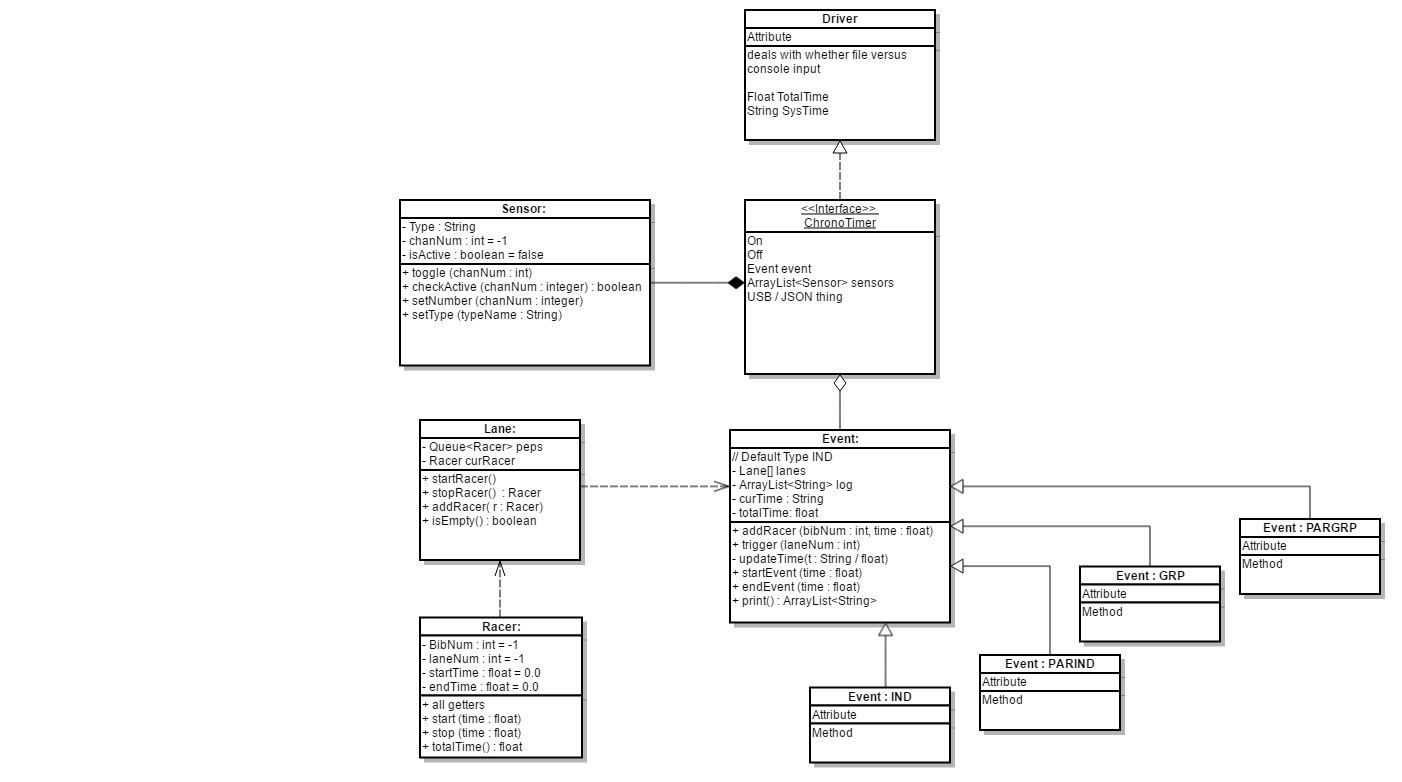 Driver
Attribute
deals with whether file versus
console input
Float TotalTime
String SysTime
Sensor:
- Type : String
- chanNum : int = -1
- isActive : boolean = false
+ toggle (chanNum : int)
+ checkActive (chanNum : integer) : boolean
+ setNumber (chanNum : integer)
+ setType (typeName : String)
<<Interface>>
ChronoTimer
On
Off
Event event
ArrayList<Sensor> sensors
USB / JSON thing
Lane:
- Queue<Racer> peps
- Racer curRacer
+ startRacer()
+ stopRacer() : Racer
+ addRacer( r : Racer)
+ isEmpty() : boolean
Event:
// Default Type IND
- Lane[] lanes
- ArrayList<String> log
- curTime : String
- totalTime: float
+ addRacer (bibNum : int, time : float)
+ trigger (laneNum : int)
- updateTime(t : String / float)
+ startEvent (time : float)
+ endEvent (time : float)
+ print() : ArrayList<String>
Event : PARGRP
Attribute
Method
Event : GRP
Attribute
Method
Event : PARIND
Attribute
Method
Event : IND
Attribute
Method
Racer:
- BibNum : int = -1
- laneNum : int = -1
- startTime : float = 0.0
- endTime : float = 0.0
+ all getters
+ start (time : float)
+ stop (time : float)
+ totalTime() : float